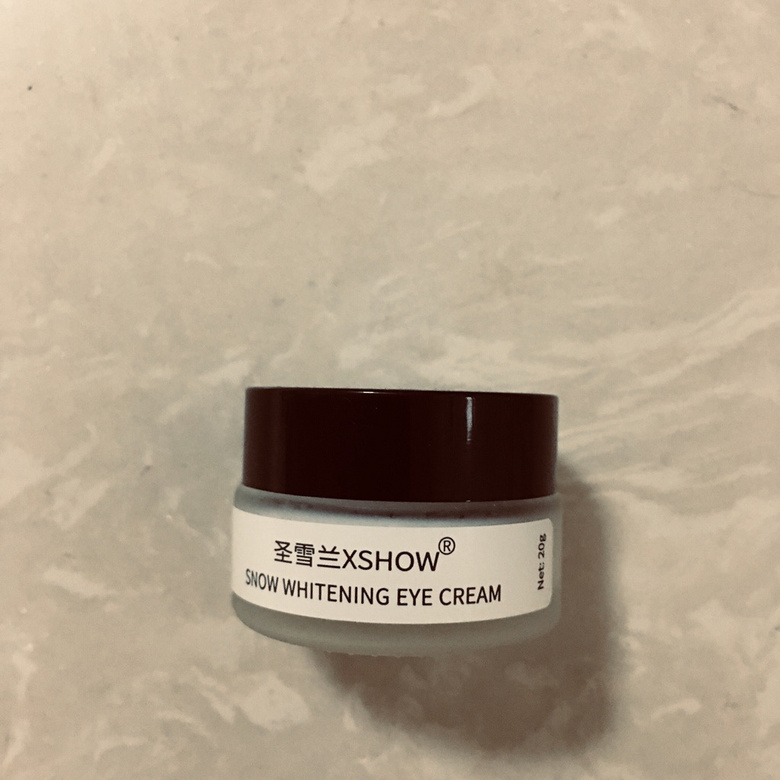 圣雪兰XSHOW®
SNOW WHITENING EYE CREAM
Net: 20g